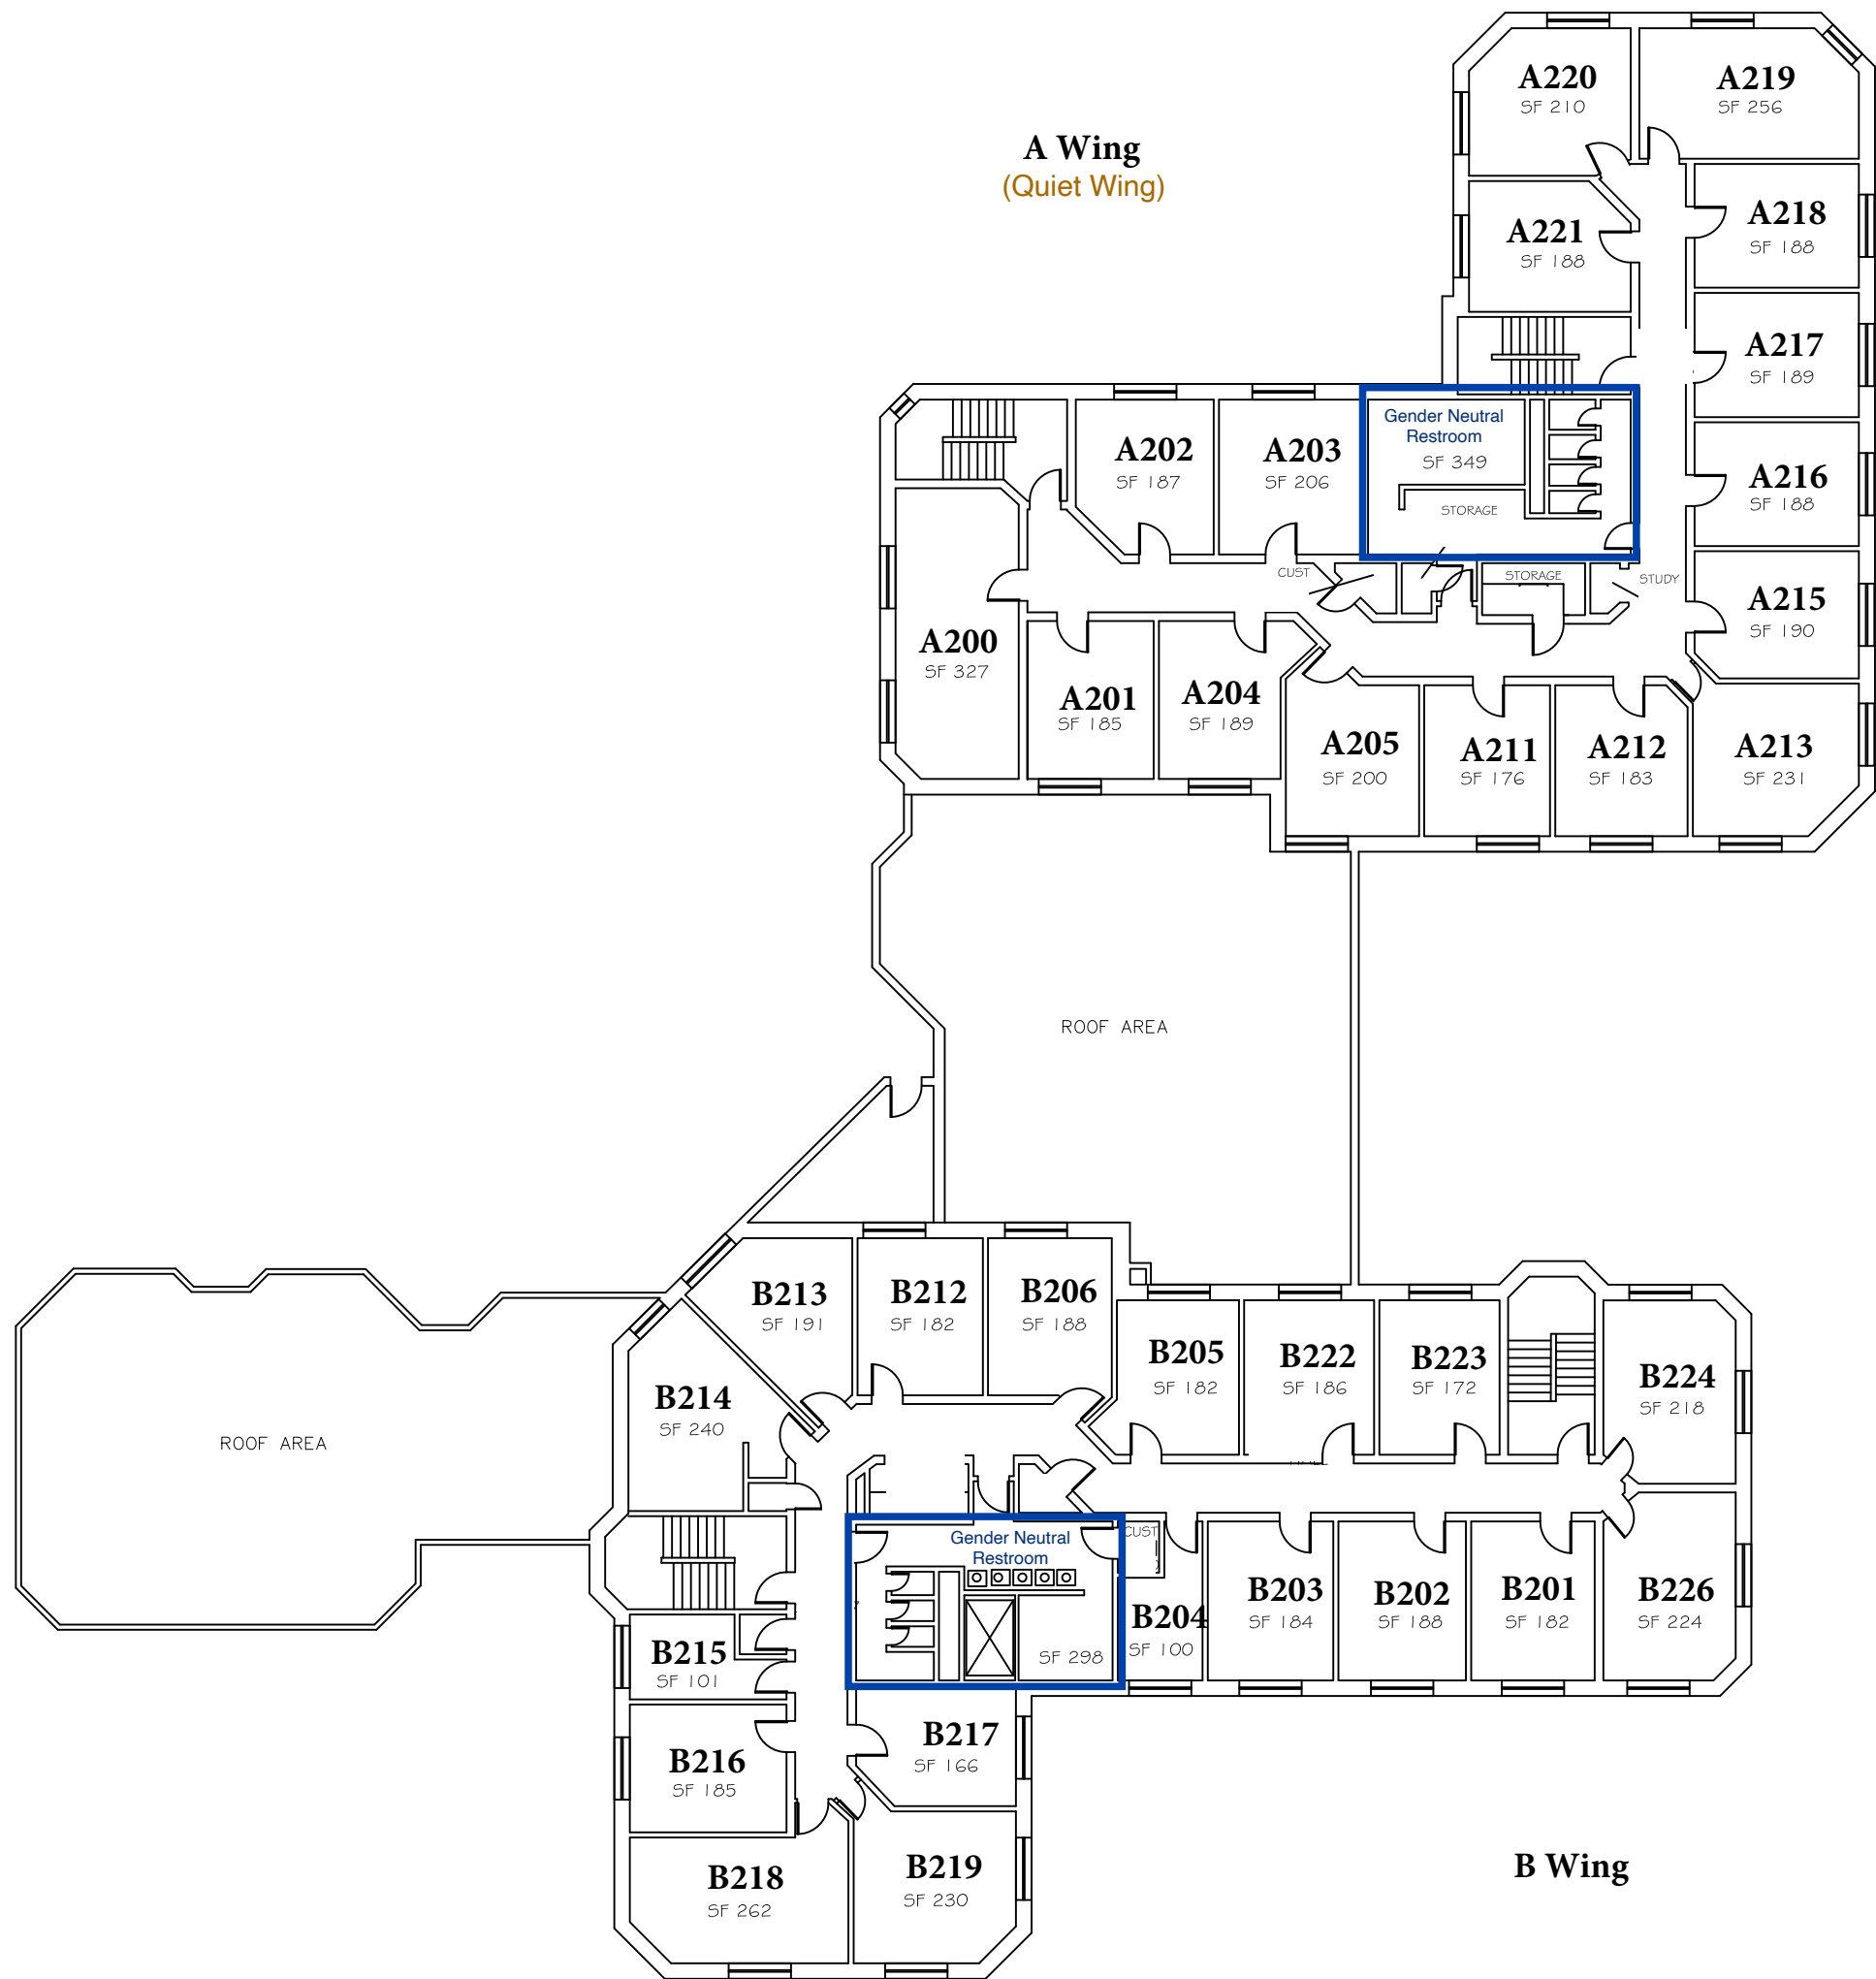 A220
SF 210
A219
SF 256
A Wing
(Quiet Wing)
A218
SF 188
A221
SF 188
A217
SF 189
Gender Neutral
Restroom
SF 349
STORAGE
A202
SF 187
A203
SF 206
A216
SF 188
CUST
STORAGE
STUDY
A215
SF 190
A200
SF 327
A201
SF 185
A204
SF 189
A205
SF 200
A211
SF 176
A212
SF 183
A213
SF 231
ROOF AREA
B213
SF 191
B212
SF 182
B206
SF 188
B205
SF 182
B222
SF 186
B223
SF 172
B224
SF 218
B214
SF 240
ROOF AREA
Gender Neutral
Restroom
SF 298
CUST
B204
SF 100
B203
SF 184
B202
SF 188
B201
SF 182
B226
SF 224
B215
SF 101
B217
SF 166
B216
SF 185
B218
SF 262
B219
SF 230
B Wing